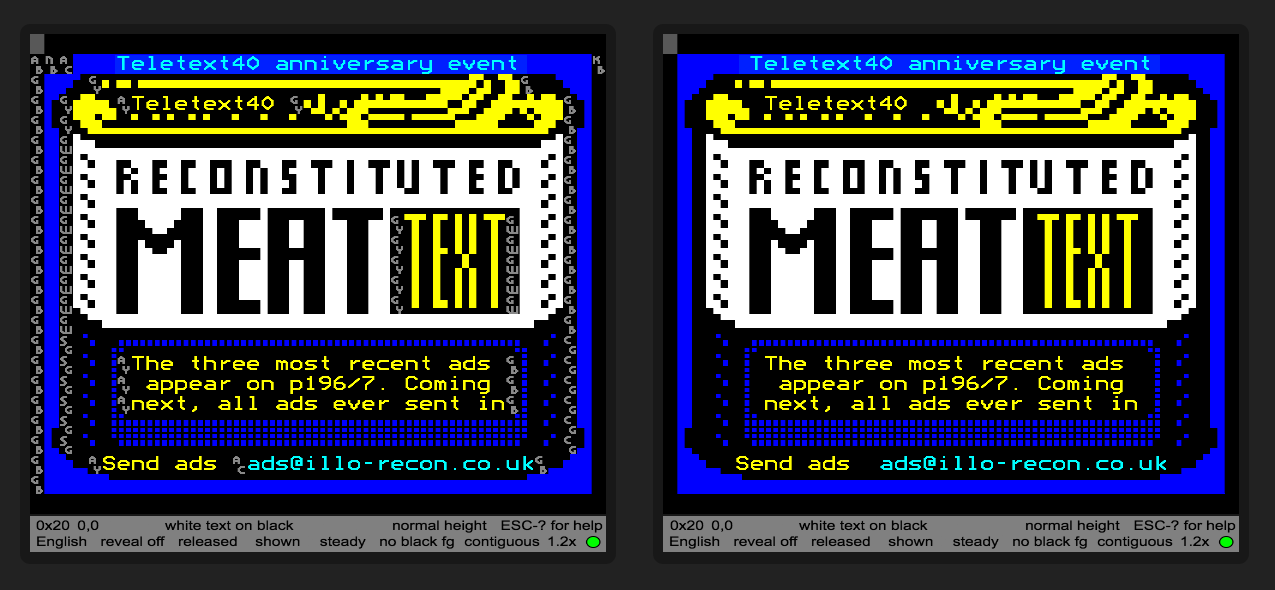 Teletext40 anniversary event
Teletext40
RECONSTITUTED
MEAT TEXT
The three most recent ads
appear on p196/7. Coming
next, all ads ever sent in
Send ads ads@illo-recon.co.uk
0x20 0,0 white text on black normal height ESC-? for help
English reveal off released shown steady no black fg contiguous 1.2x
Teletext40 anniversary event
Teletext40
RECONSTITUTED
MEAT TEXT
The three most recent ads
appear on p196/7. Coming
next, all ads ever sent in
Send ads ads@illo-recon.co.uk
0x20 0,0 white text on black normal height ESC-? for help
English reveal off released shown steady no black fg contiguous 1.2x